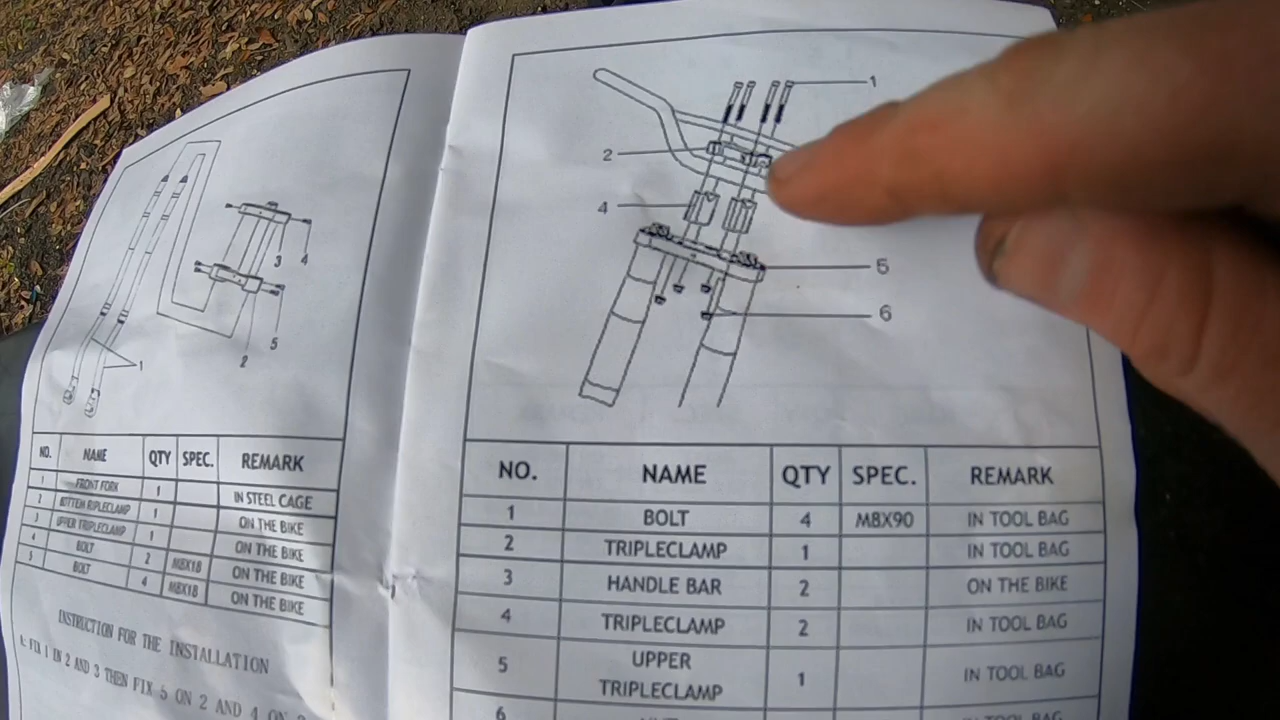 3 4
5
2
1
NO. NAME QTY SPEC. REMARK
1 FRONT FORK 1 IN STEEL CAGE
2 BOTTEM RIPLECLAMP 1 ON THE BIKE
3 UPPER TRIPLECLAMP 1 ON THE BIKE
4 BOLT 2 M8X18 ON THE BIKE
5 BOLT 4 M8X18 ON THE BIKE
INSTRUCTION FOR THE INSTALLATION
FIX 1 IN 2 AND 3 THEN FIX 5 ON 2 AND 4 ON
1
2
4
5
6
NO. NAME QTY SPEC. REMARK
1 BOLT 4 M8X90 IN TOOL BAG
2 TRIPLECLAMP 1 IN TOOL BAG
3 HANDLE BAR 2 ON THE BIKE
4 TRIPLECLAMP 2 IN TOOL BAG
5 UPPER
TRIPLECLAMP 1 IN TOOL BAG
6